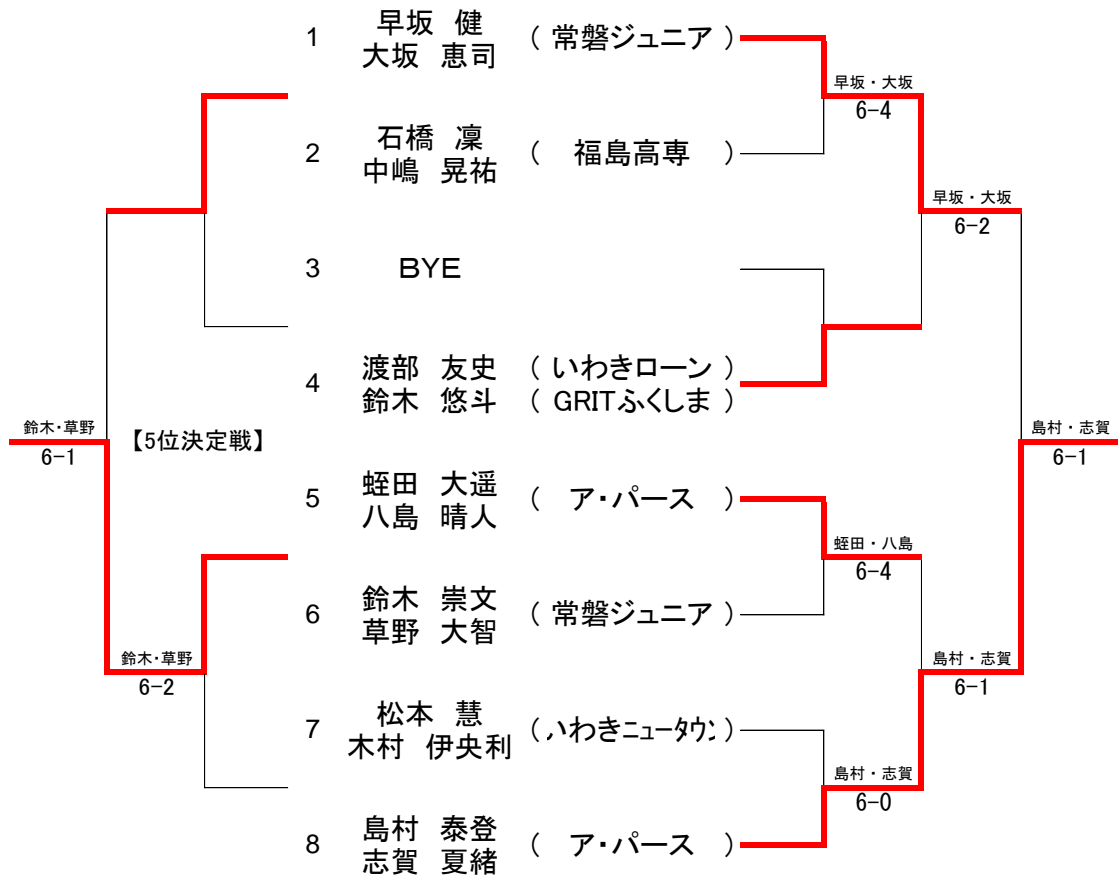 1 早坂 健 ( 常磐ジュニア )
大坂 恵司
早坂・大坂
6-4
2 石橋 凜 ( 福島高専 )
中嶋 晃祐
早坂・大坂
6-2
3 BYE
4 渡部 友史 ( いわきローン )
鈴木 悠斗 ( GRITふくしま )
鈴木・草野
6-1
【5位決定戦】
島村・志賀
6-1
5 蛭田 大遥 ( ア・パース )
八島 晴人
蛭田・八島
6-4
6 鈴木 崇文 ( 常磐ジュニア )
草野 大智
鈴木・草野
6-2
島村・志賀
6-1
7 松本 慧 (いわきニュータウン)
木村 伊央利
島村・志賀
6-0
8 島村 泰登 ( ア・パース )
志賀 夏緒